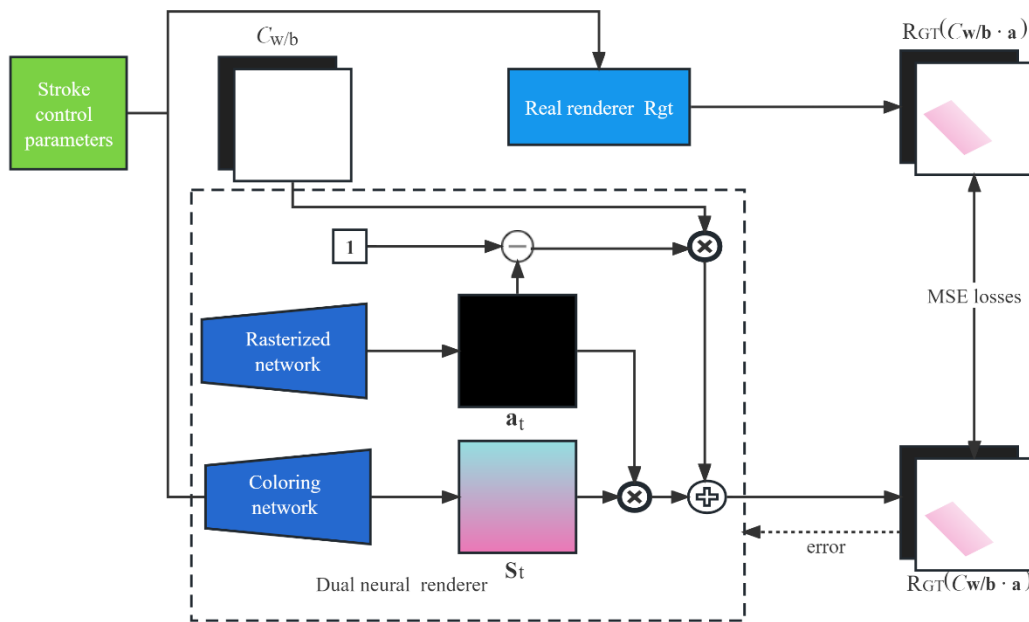 C w/b
RGT(Cw/b · a)
Stroke
control
parameters
Real renderer Rgt
1
MSE losses
Rasterized
network
at
Coloring
network
St
error
Dual neural renderer
RGT(Cw/b · a)